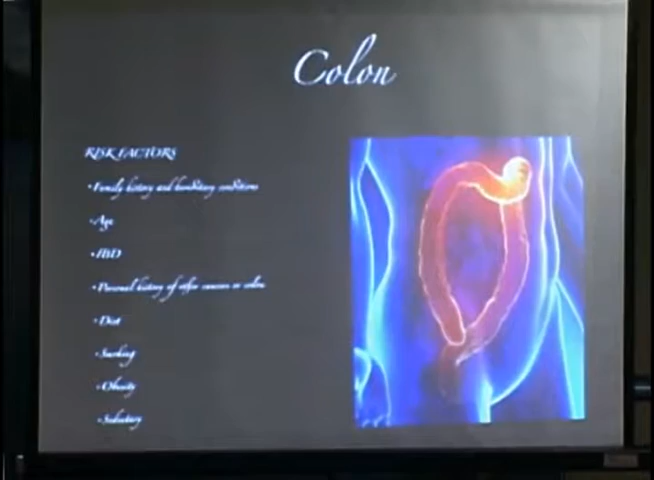 Colon
RISK FACTORS
•Family history and hereditary conditions
•Age
•IBD
•Personal history of other cancers or colon
•Diet
•Smoking
•Obesity
•Sedentary